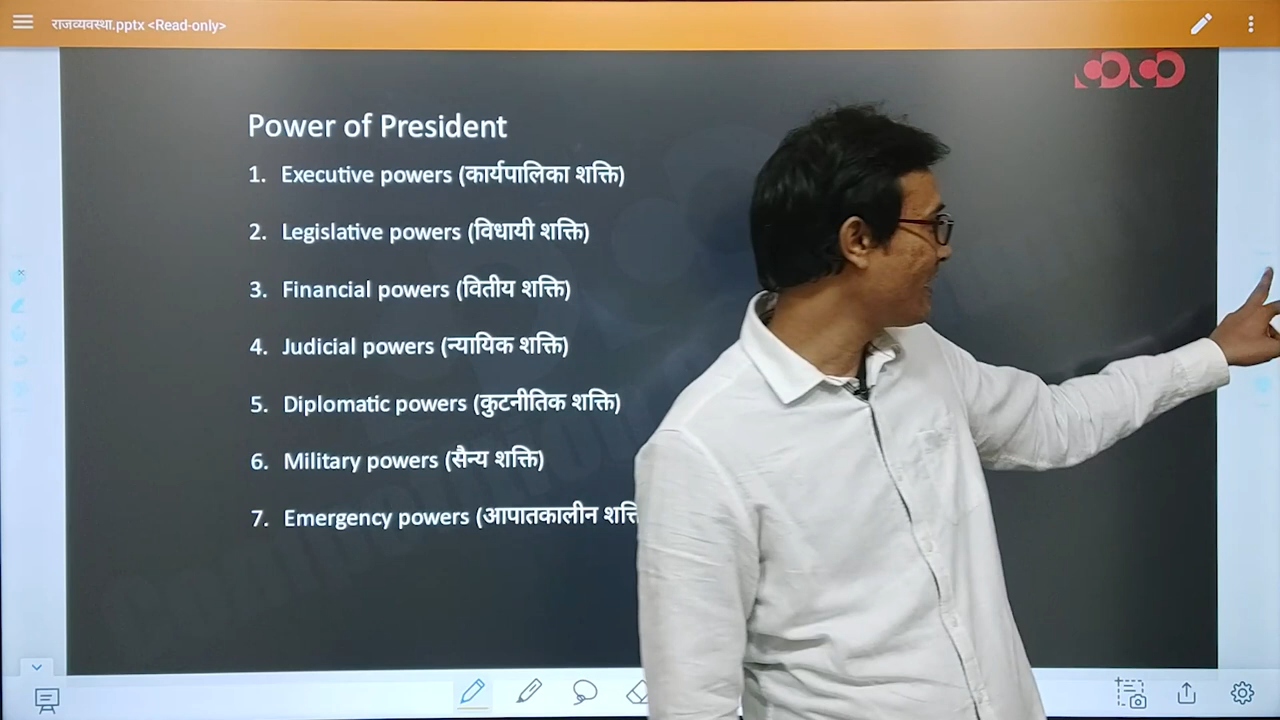 राजव्यवस्था.pptx <Read-only>
Power of President
1. Executive powers (कार्यपालिका शक्ति)
2. Legislative powers (विधायी शक्ति)
3. Financial powers (वितीय शक्ति)
4. Judicial powers (न्यायिक शक्ति)
5. Diplomatic powers (कुटनीतिक शक्ति)
6. Military powers (सैन्य शक्ति)
7. Emergency powers (आपातकालीन शक्ति